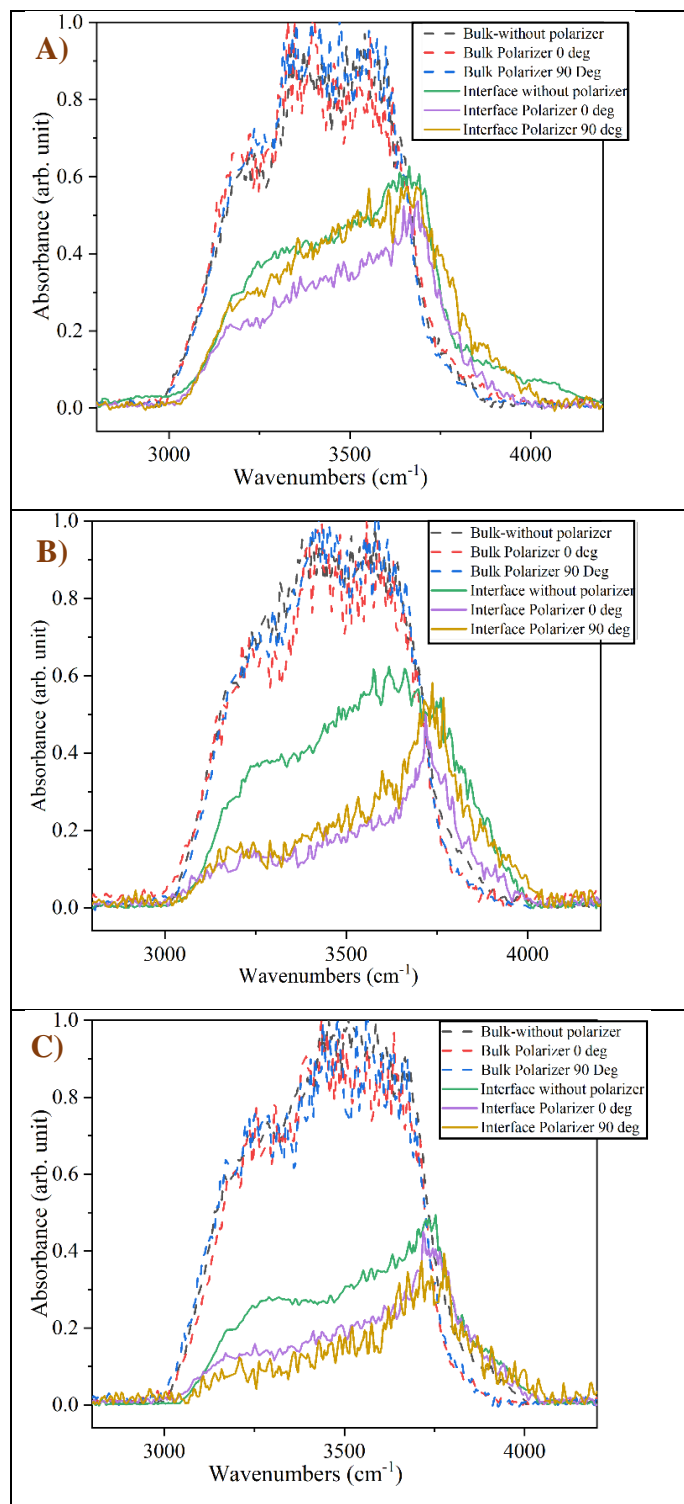 A)
Bulk-without polarizer
Bulk Polarizer 0 deg
Bulk Polarizer 90 Deg
Interface without polarizer
Interface Polarizer 0 deg
Interface Polarizer 90 deg
1.0
0.8
0.6
0.4
0.2
0.0
Absorbance (arb. unit)
3000
3500
4000
Wavenumbers (cm⁻¹)
B)
Bulk-without polarizer
Bulk Polarizer 0 deg
Bulk Polarizer 90 Deg
Interface without polarizer
Interface Polarizer 0 deg
Interface Polarizer 90 deg
1.0
0.8
0.6
0.4
0.2
0.0
Absorbance (arb. unit)
3000
3500
4000
Wavenumbers (cm⁻¹)
C)
Bulk-without polarizer
Bulk Polarizer 0 deg
Bulk Polarizer 90 Deg
Interface without polarizer
Interface Polarizer 0 deg
Interface Polarizer 90 deg
1.0
0.8
0.6
0.4
0.2
0.0
Absorbance (arb. unit)
3000
3500
4000
Wavenumbers (cm⁻¹)